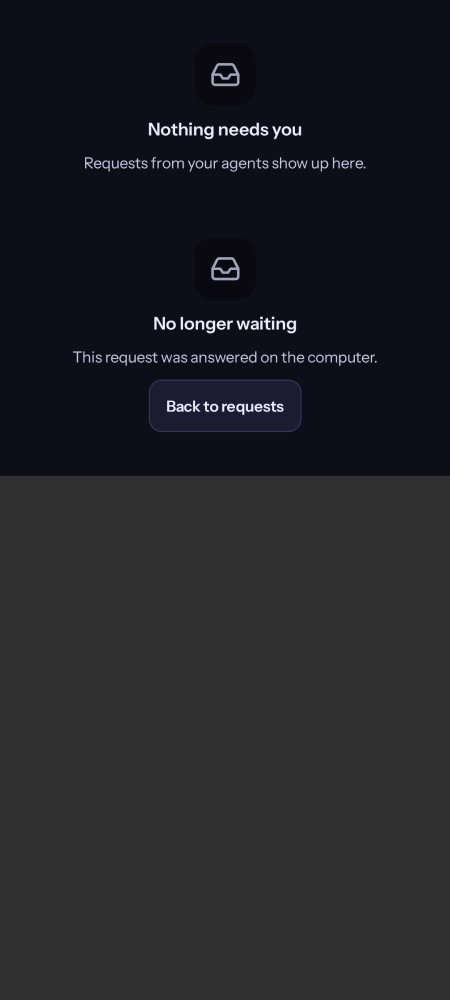 Nothing needs you
Requests from your agents show up here.
No longer waiting
This request was answered on the computer.
Back to requests